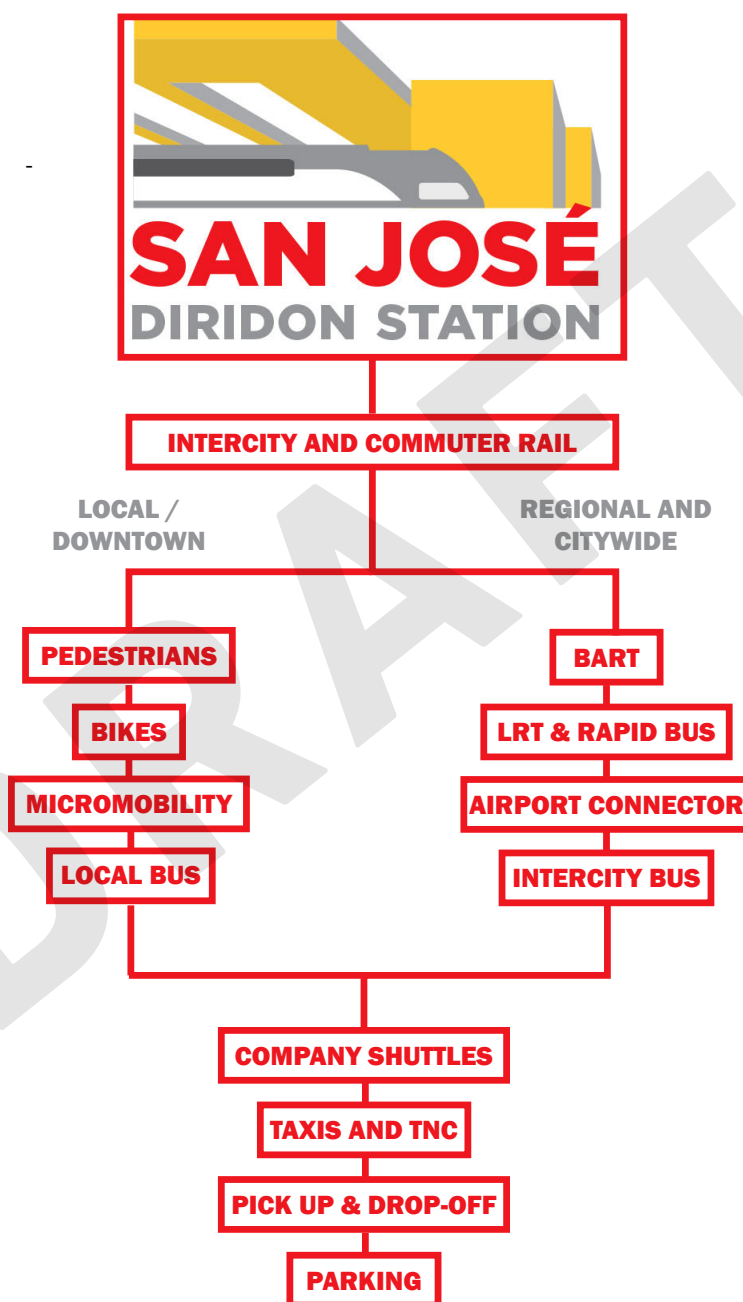 -
SAN JOSÉ
DIRIDON STATION
INTERCITY AND COMMUTER RAIL
LOCAL /
DOWNTOWN
REGIONAL AND
CITYWIDE
PEDESTRIANS
BIKES
MICROMOBILITY
LOCAL BUS
BART
LRT & RAPID BUS
AIRPORT CONNECTOR
INTERCITY BUS
COMPANY SHUTTLES
TAXIS AND TNC
PICK UP & DROP-OFF
PARKING
DRAFT